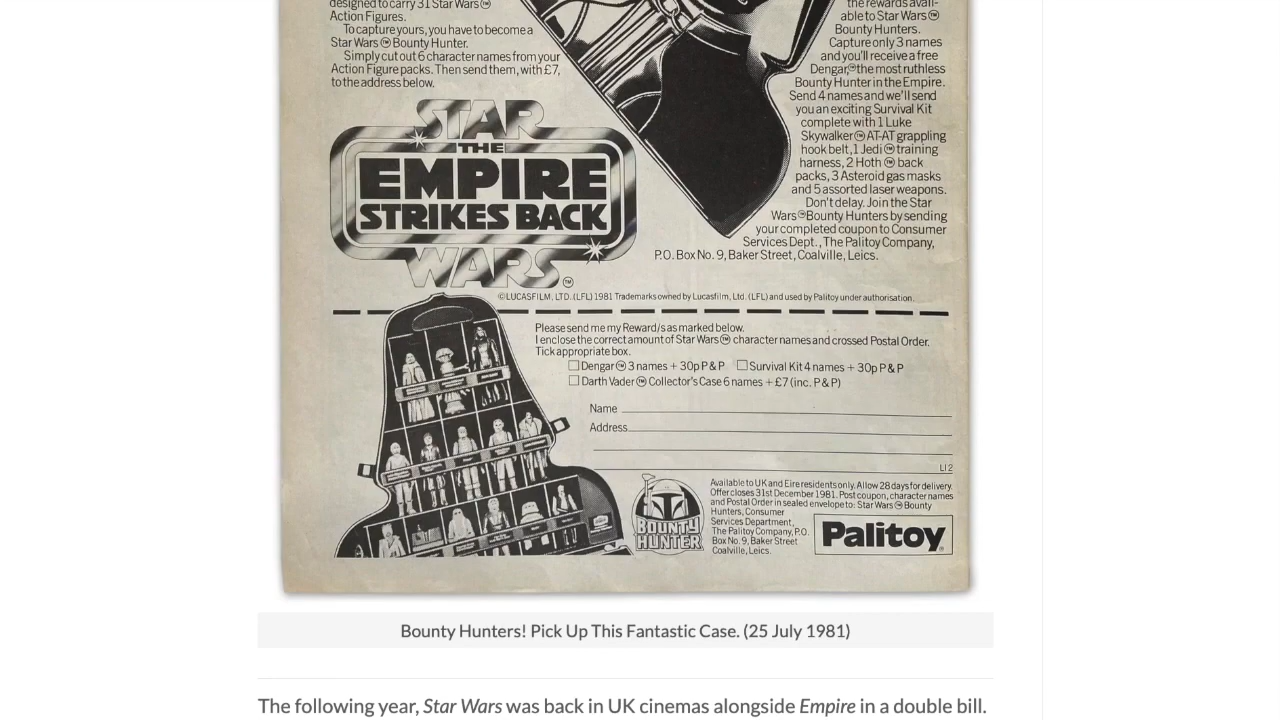 designed to carry 31 Star Wars™
Action Figures.
To capture yours, you have to become a
Star Wars™ Bounty Hunter.
Simply cut out 6 character names from your
Action Figure packs. Then send them, with £7,
to the address below.
the rewards avail-
able to Star Wars™
Bounty Hunters.
Capture only 3 names
and you'll receive a free
Dengar,™ the most ruthless
Bounty Hunter in the Empire.
Send 4 names and we'll send
you an exciting Survival Kit
complete with 1 Luke
Skywalker™ AT-AT grappling
hook belt, 1 Jedi™ training
harness, 2 Hoth™ back
packs, 3 Asteroid gas masks
and 5 assorted laser weapons.
Don't delay. Join the Star
Wars™ Bounty Hunters by sending
your completed coupon to Consumer
Services Dept., The Palitoy Company,
P.O. Box No. 9, Baker Street, Coalville, Leics.
STAR
THE
EMPIRE
STRIKES BACK
WARS™
©LUCASFILM, LTD. (LFL) 1981 Trademarks owned by Lucasfilm, Ltd. (LFL) and used by Palitoy under authorisation.
Please send me my Reward/s as marked below.
I enclose the correct amount of Star Wars™ character names and crossed Postal Order.
Tick appropriate box.
Dengar™ 3 names + 30p P & P Survival Kit 4 names + 30p P & P
Darth Vader™ Collector's Case 6 names + £7 (inc. P & P)
Name
Address
LI 2
BOUNTY
HUNTER
Available to UK and Eire residents only. Allow 28 days for delivery.
Offer closes 31st December 1981. Post coupon, character names
and Postal Order in sealed envelope to: Star Wars™ Bounty
Hunters, Consumer
Services Department,
The Palitoy Company, P.O.
Box No. 9, Baker Street
Coalville, Leics.
Palitoy®
Bounty Hunters! Pick Up This Fantastic Case. (25 July 1981)
The following year, Star Wars was back in UK cinemas alongside Empire in a double bill.